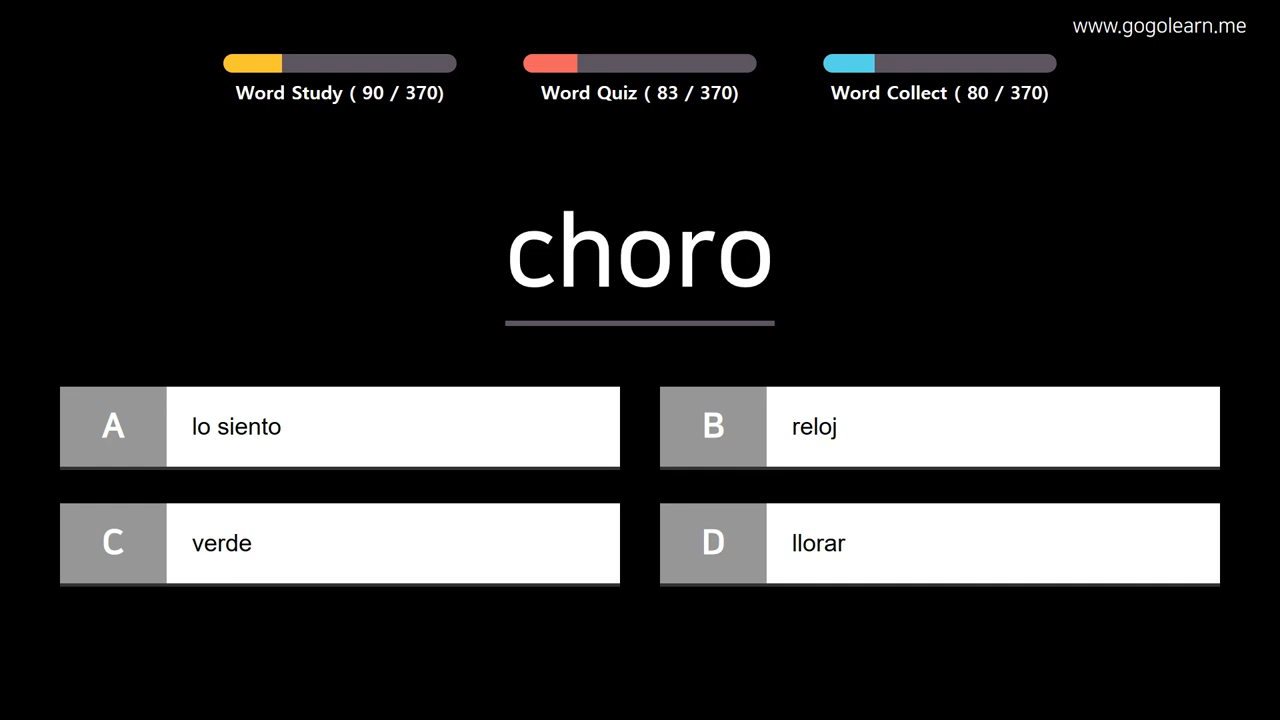 www.gogolearn.me
Word Study ( 90 / 370)
Word Quiz ( 83 / 370)
Word Collect ( 80 / 370)
choro
A lo siento
B reloj
C verde
D llorar